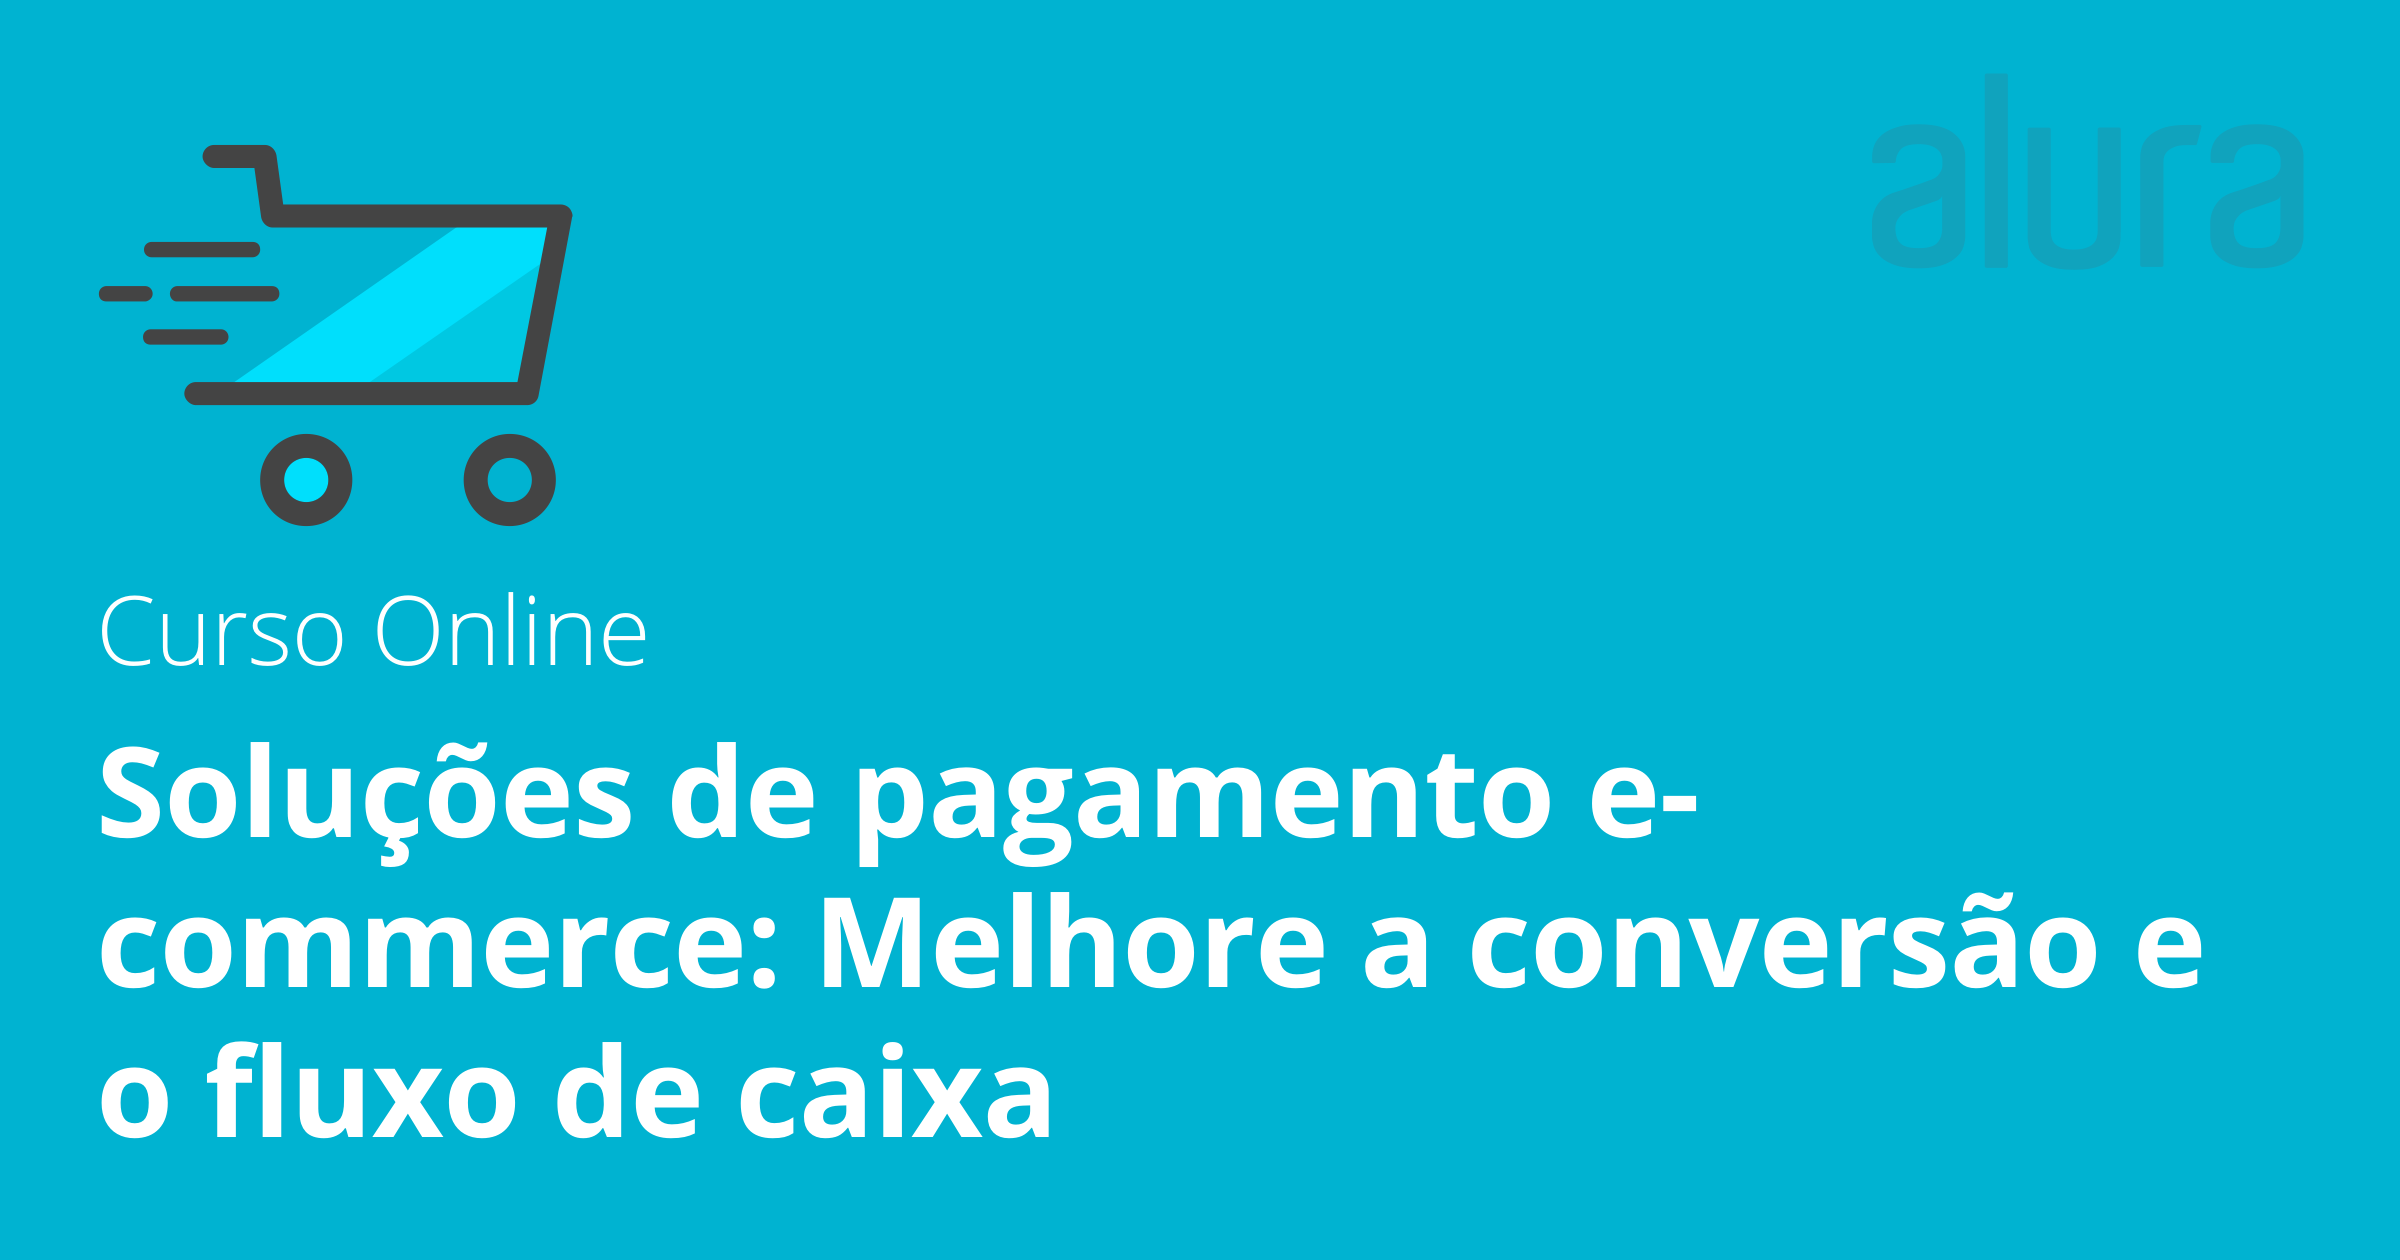 alura
Curso Online
Soluções de pagamento e-
commerce: Melhore a conversão e
o fluxo de caixa